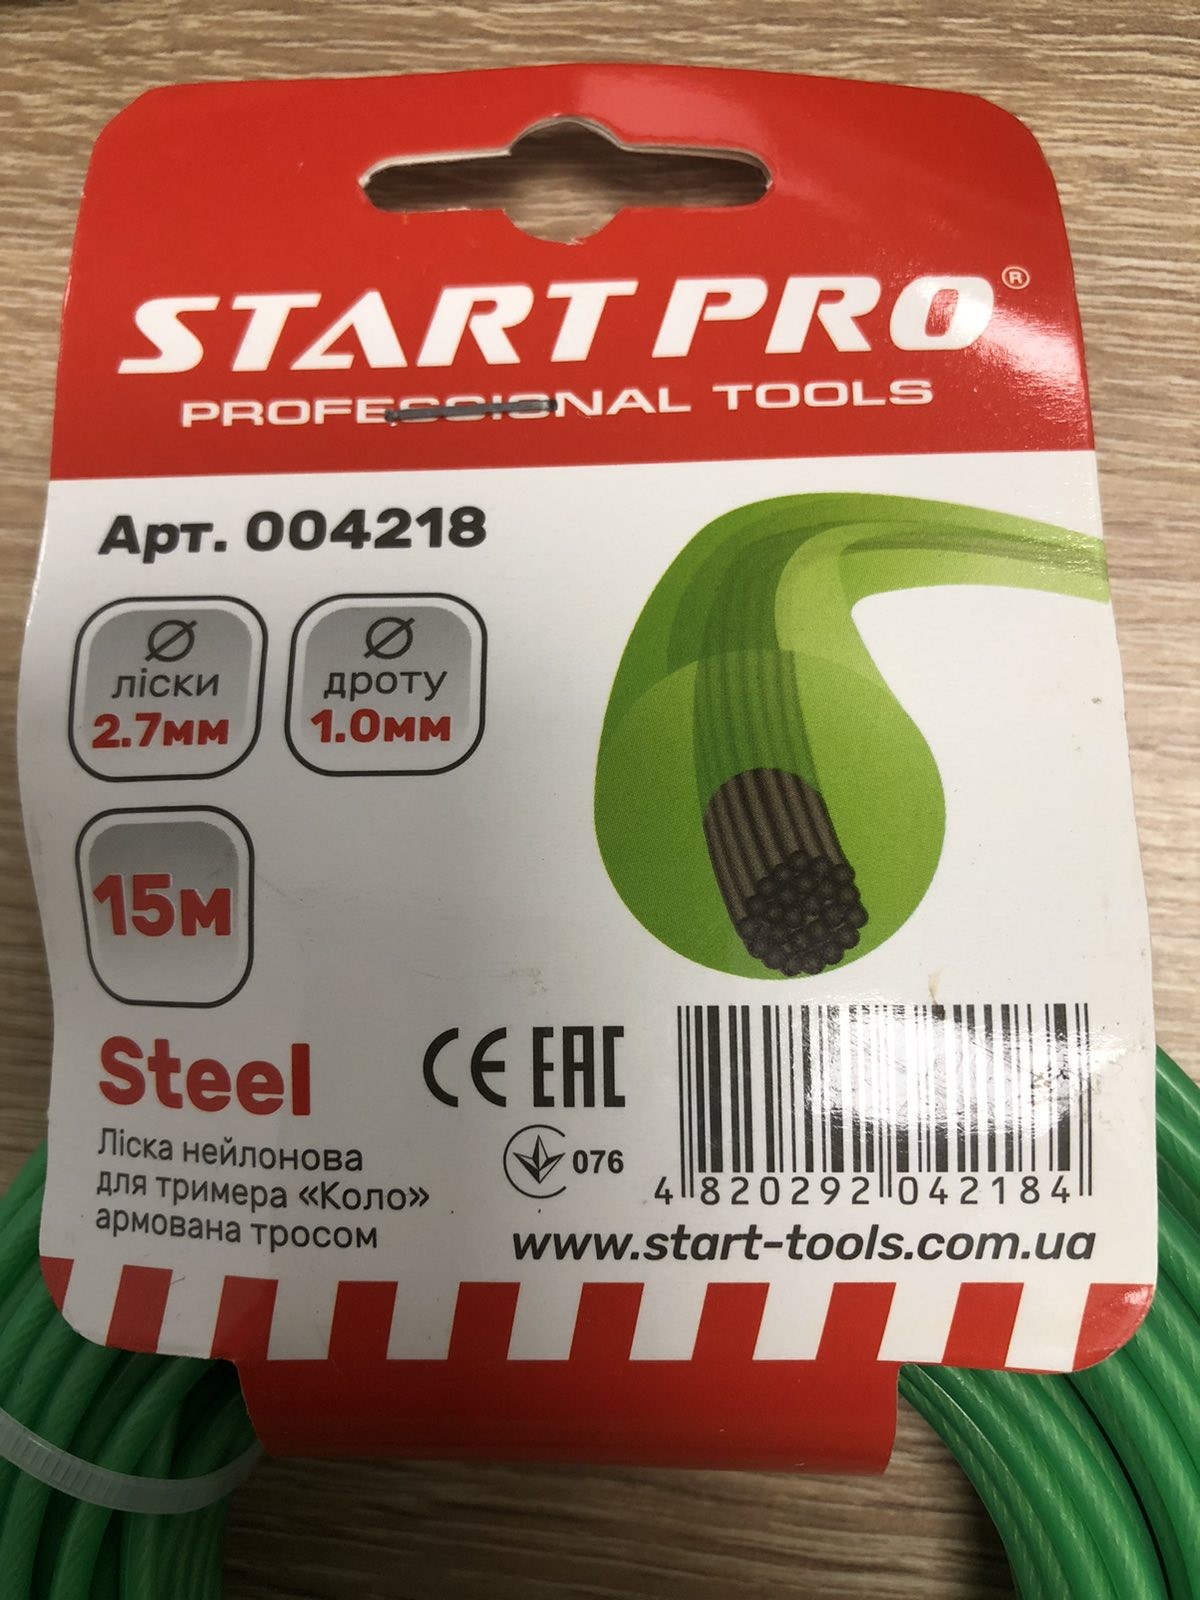 START PRO®
PROFESSIONAL TOOLS
Арт. 004218
Ø
ліски
2.7мм
Ø
дроту
1.0мм
15м
Steel
Ліска нейлонова
для тримера «Коло»
армована тросом
CE EAC
076
4 820292 042184
www.start-tools.com.ua